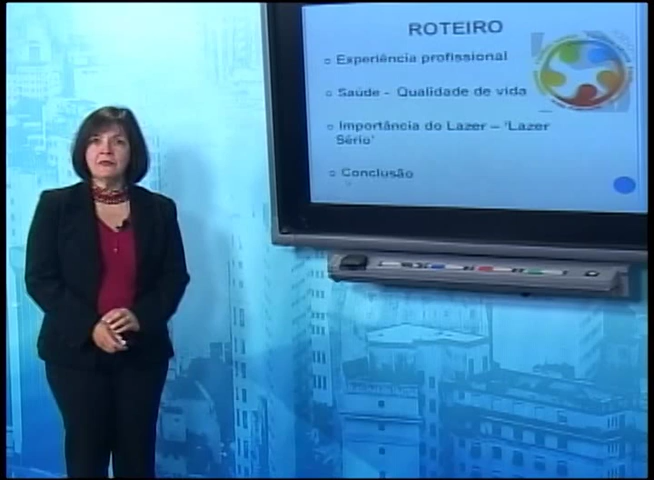 ROTEIRO
Experiência profissional
Saúde - Qualidade de vida
Importância do Lazer – 'Lazer
Sério'
Conclusão